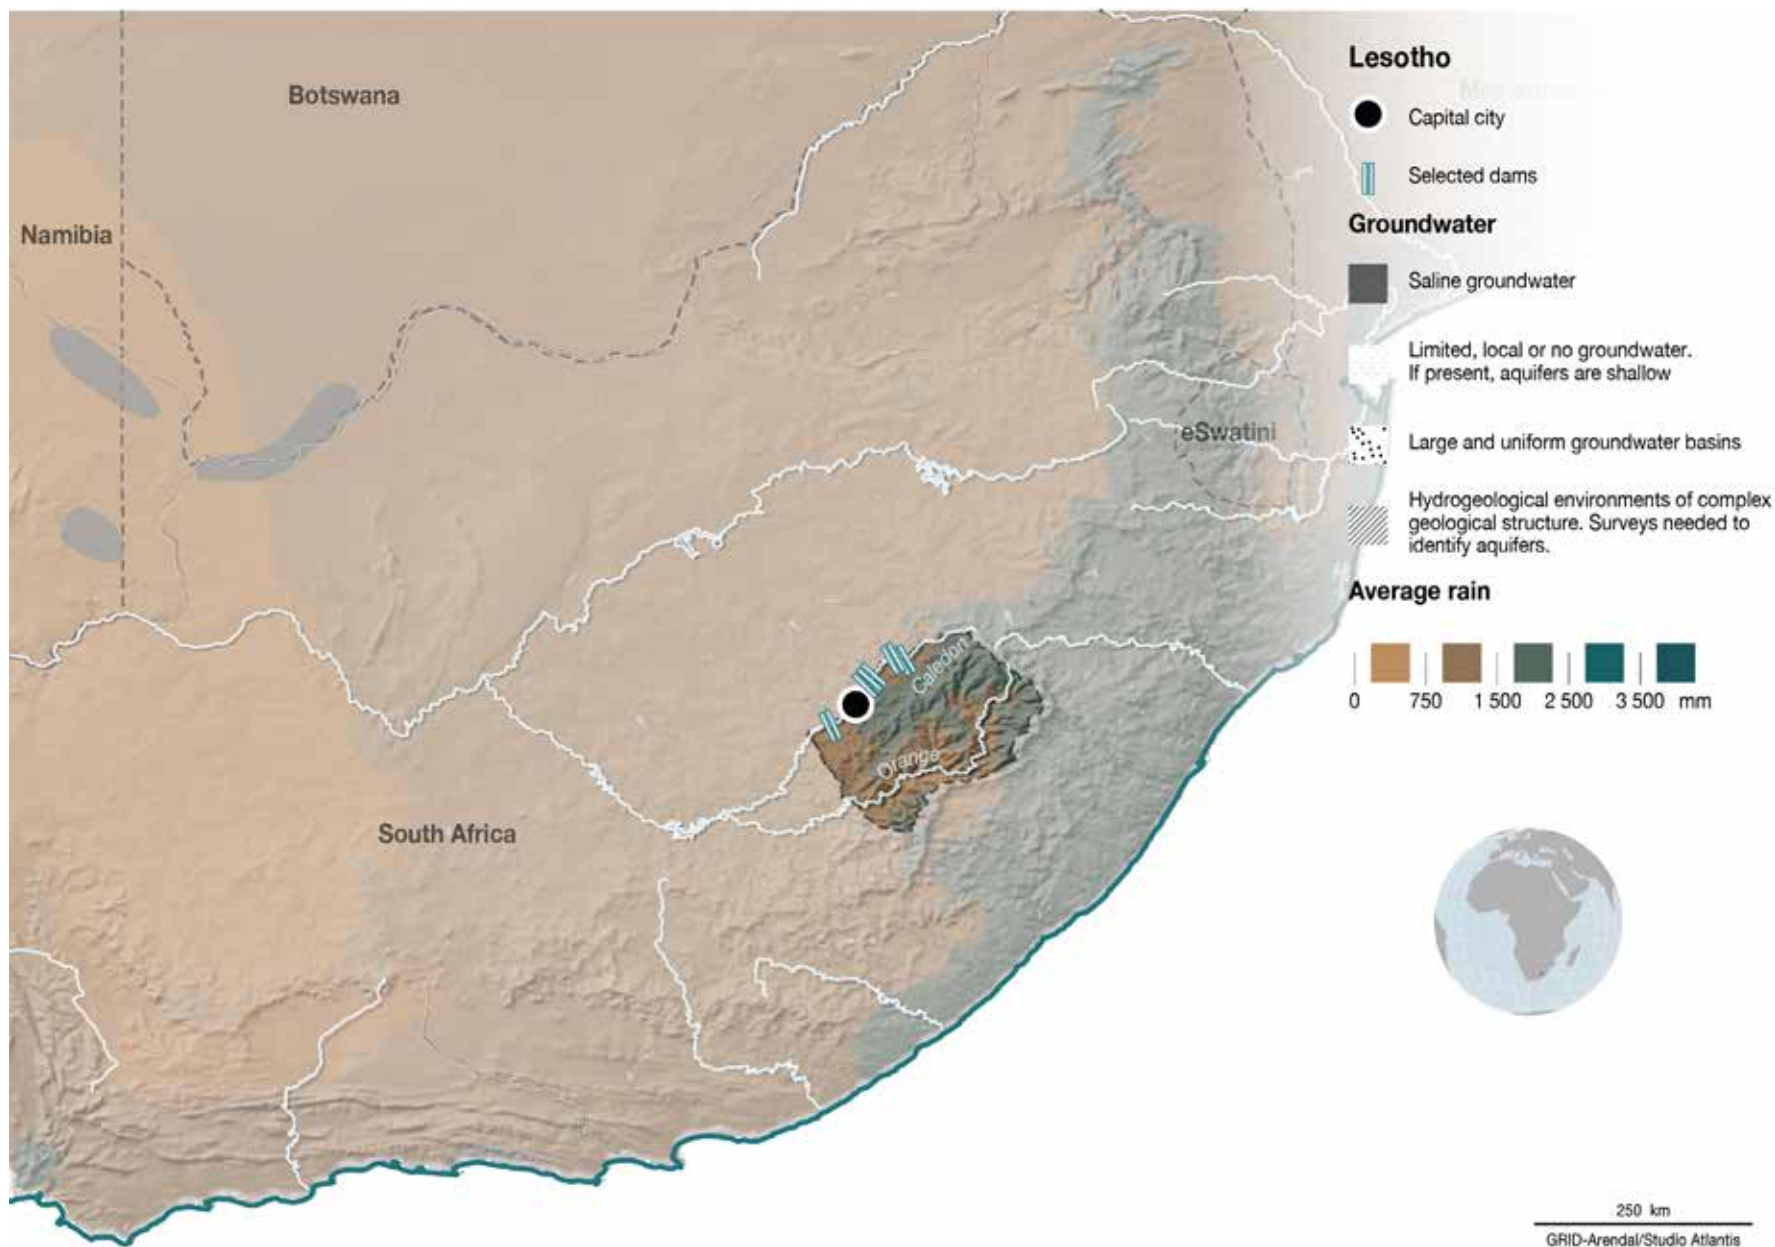 Botswana
Namibia
eSwatini
Caledon
Orange
South Africa
Lesotho
Capital city
Selected dams
Groundwater
Saline groundwater
Limited, local or no groundwater.
If present, aquifers are shallow
Large and uniform groundwater basins
Hydrogeological environments of complex
geological structure. Surveys needed to
identify aquifers.
Average rain
0 750 1 500 2 500 3 500 mm
250 km
GRID-Arendal/Studio Atlantis